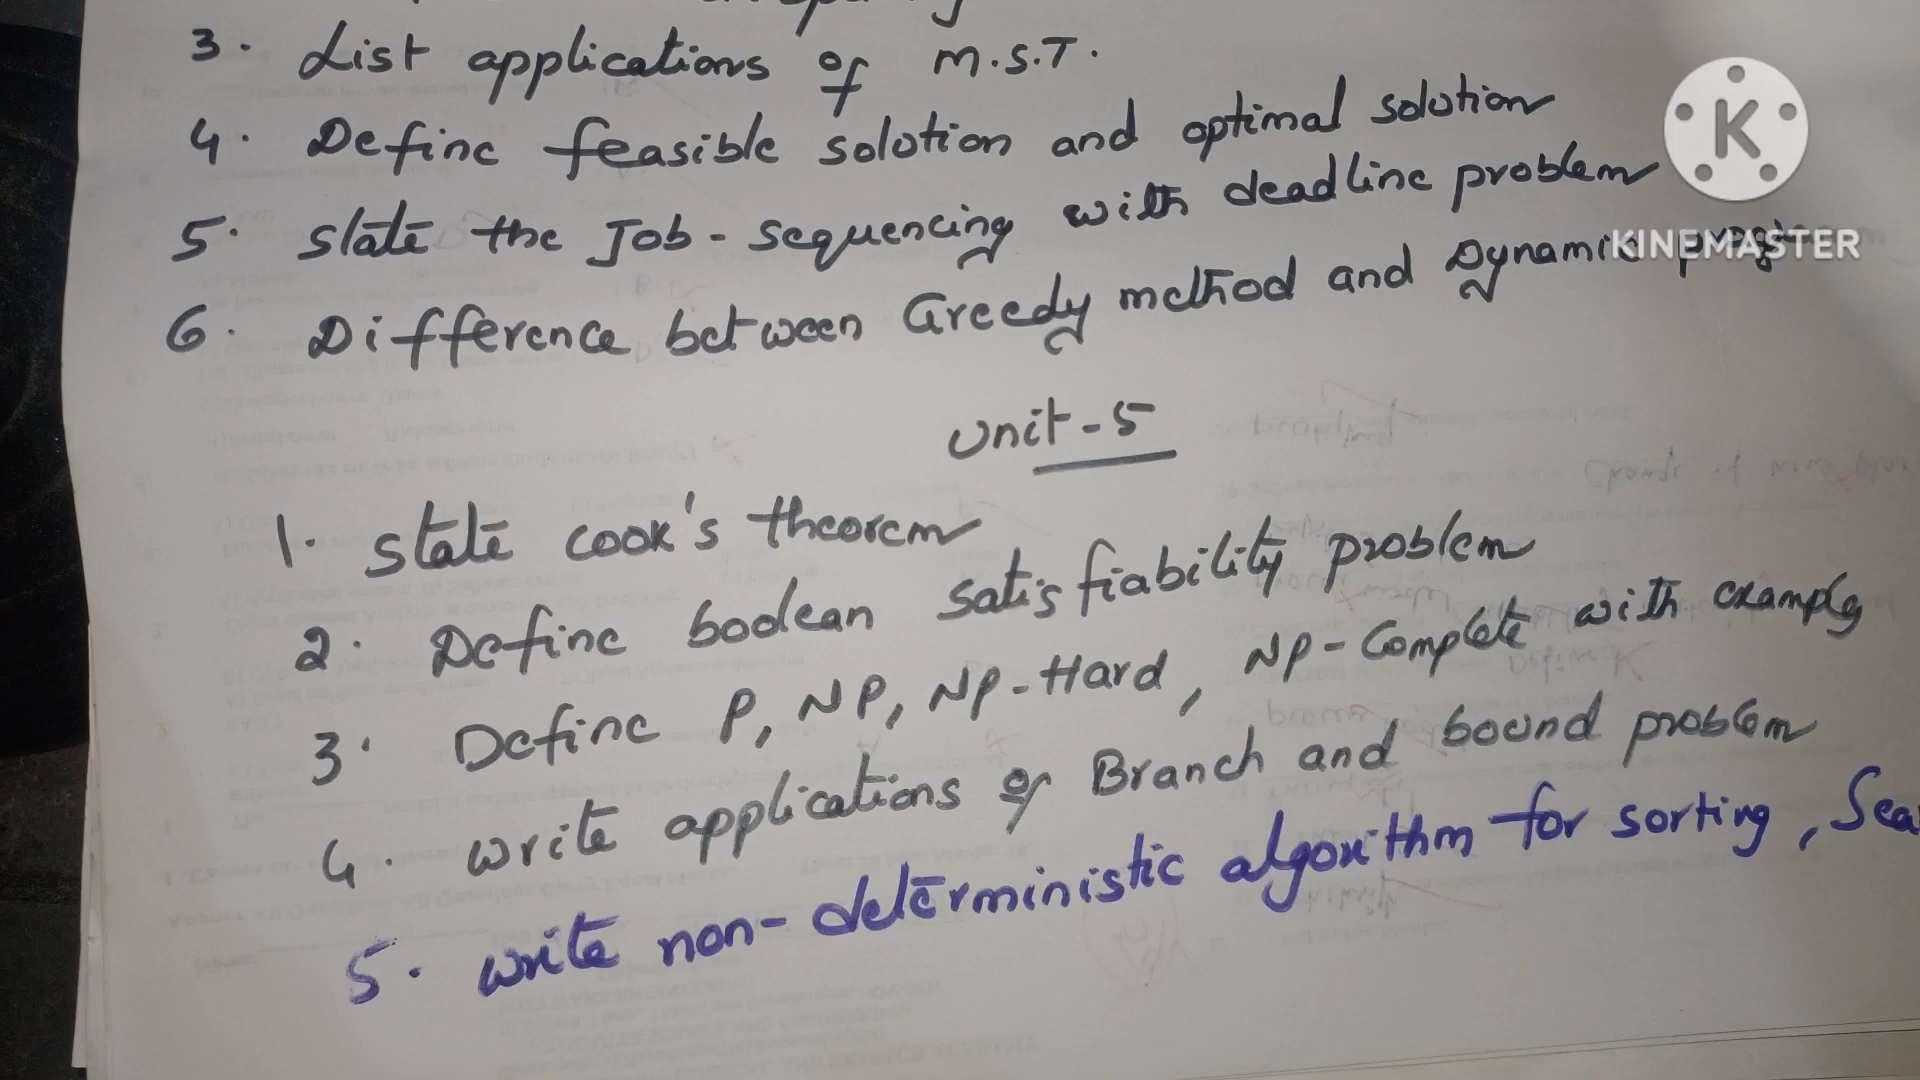 3. List applications of M.S.T.
4. Define feasible solution and optimal solution
5. state the Job-sequencing with deadline problem
6. Difference between Greedy method and Dynamic
KINEMASTER
Unit-5
1. state cook's theorem
2. Define boolean satisfiability problem
3. Define P, NP, NP-Hard, NP-Complete with example
4. write applications of Branch and bound problem
5. write non-deterministic algorithm for sorting, Sea